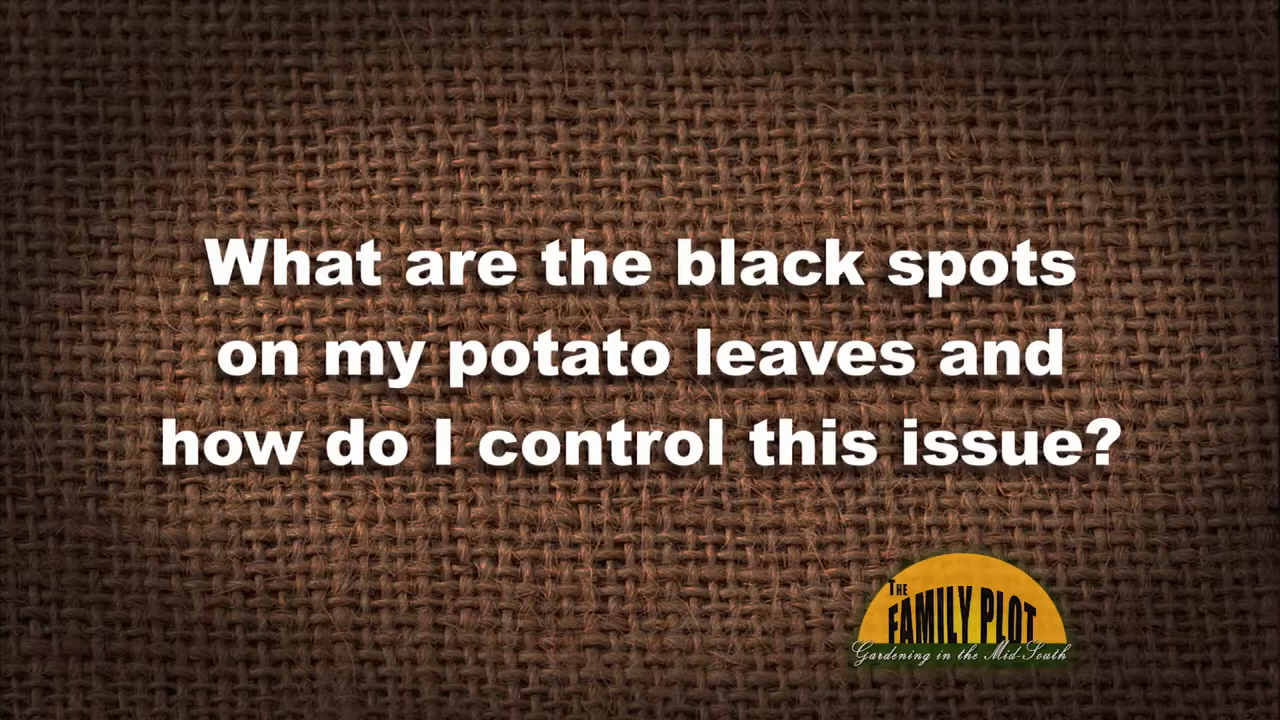 What are the black spots
on my potato leaves and
how do I control this issue?
THE
FAMILY PLOT
Gardening in the Mid-South